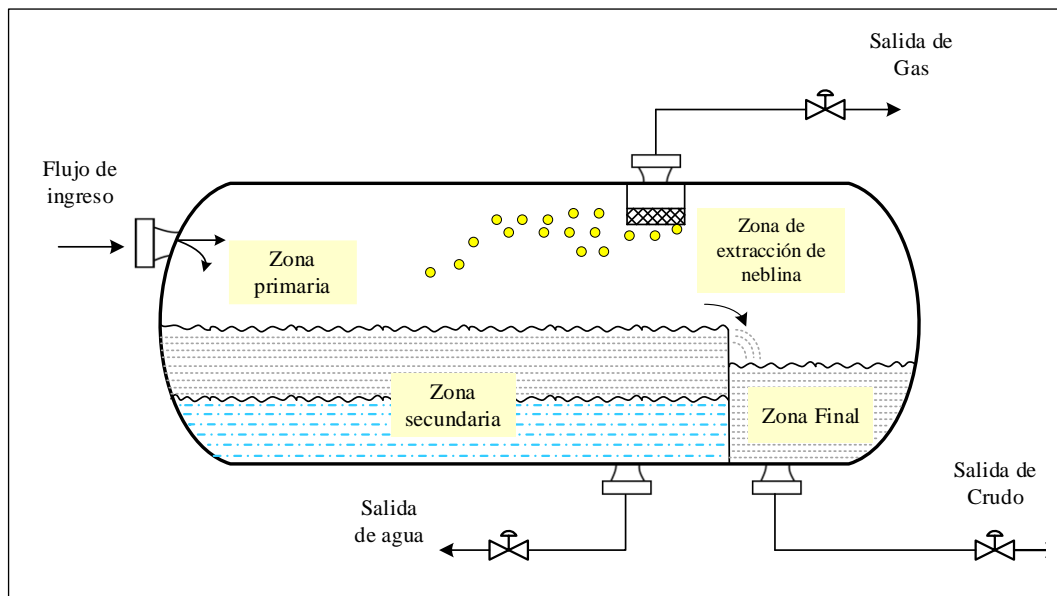 Salida de
Gas
Flujo de
ingreso
Zona
primaria
Zona de
extracción de
neblina
Zona
secundaria
Zona Final
Salida
de agua
Salida de
Crudo